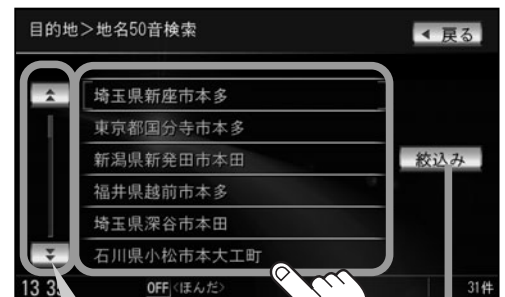 目的地>地名50音検索
戻る
埼玉県新座市本多
東京都国分寺市本多
新潟県新発田市本田
絞込み
福井県越前市本多
埼玉県深谷市本田
石川県小松市本大工町
OFF <ほんだ> 31件